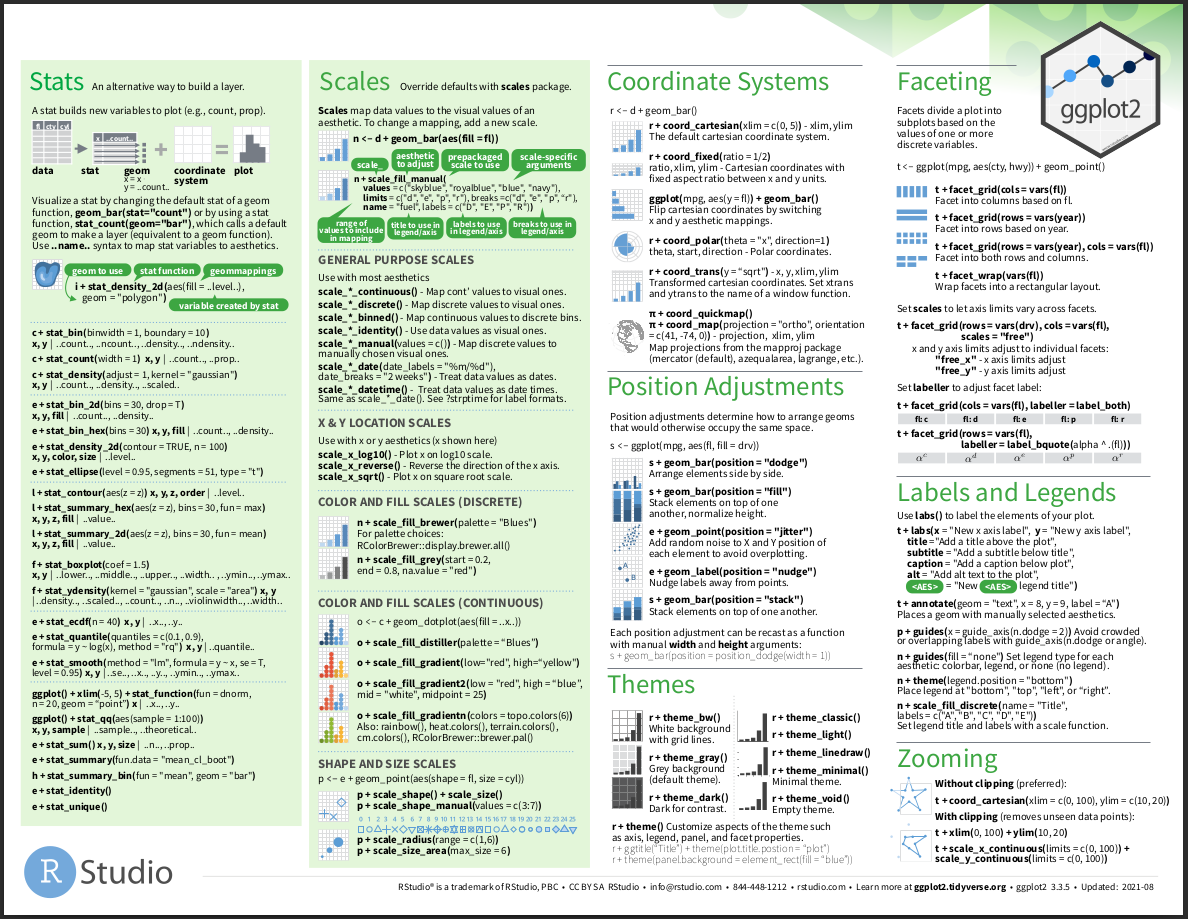 Stats An alternative way to build a layer.
A stat builds new variables to plot (e.g., count, prop).
fl cty cyl
x ..count..
+
=
data stat geom coordinate plot
x = x system
y = ..count..
Visualize a stat by changing the default stat of a geom
function, geom_bar(stat="count") or by using a stat
function, stat_count(geom="bar"), which calls a default
geom to make a layer (equivalent to a geom function).
Use ..name.. syntax to map stat variables to aesthetics.
geom to use stat function geommappings
i + stat_density_2d(aes(fill = ..level..),
geom = "polygon")
variable created by stat
c + stat_bin(binwidth = 1, boundary = 10)
x, y | ..count.., ..ncount.., ..density.., ..ndensity..
c + stat_count(width = 1) x, y | ..count.., ..prop..
c + stat_density(adjust = 1, kernel = "gaussian")
x, y | ..count.., ..density.., ..scaled..
e + stat_bin_2d(bins = 30, drop = T)
x, y, fill | ..count.., ..density..
e + stat_bin_hex(bins = 30) x, y, fill | ..count.., ..density..
e + stat_density_2d(contour = TRUE, n = 100)
x, y, color, size | ..level..
e + stat_ellipse(level = 0.95, segments = 51, type = "t")
l + stat_contour(aes(z = z)) x, y, z, order | ..level..
l + stat_summary_hex(aes(z = z), bins = 30, fun = max)
x, y, z, fill | ..value..
l + stat_summary_2d(aes(z = z), bins = 30, fun = mean)
x, y, z, fill | ..value..
f + stat_boxplot(coef = 1.5)
x, y | ..lower.., ..middle.., ..upper.., ..width.. , ..ymin.., ..ymax..
f + stat_ydensity(kernel = "gaussian", scale = "area") x, y
| ..density.., ..scaled.., ..count.., ..n.., ..violinwidth.., ..width..
e + stat_ecdf(n = 40) x, y | ..x.., ..y..
e + stat_quantile(quantiles = c(0.1, 0.9),
formula = y ~ log(x), method = "rq") x, y | ..quantile..
e + stat_smooth(method = "lm", formula = y ~ x, se = T,
level = 0.95) x, y | ..se.., ..x.., ..y.., ..ymin.., ..ymax..
ggplot() + xlim(-5, 5) + stat_function(fun = dnorm,
n = 20, geom = "point") x | ..x.., ..y..
ggplot() + stat_qq(aes(sample = 1:100))
x, y, sample | ..sample.., ..theoretical..
e + stat_sum() x, y, size | ..n.., ..prop..
e + stat_summary(fun.data = "mean_cl_boot")
h + stat_summary_bin(fun = "mean", geom = "bar")
e + stat_identity()
e + stat_unique()
Scales Override defaults with scales package.
Scales map data values to the visual values of an
aesthetic. To change a mapping, add a new scale.
n <- d + geom_bar(aes(fill = fl))
scale aesthetic to adjust prepackaged scale to use scale-specific arguments
n + scale_fill_manual(
values = c("skyblue", "royalblue", "blue", "navy"),
limits = c("d", "e", "p", "r"), breaks =c("d", "e", "p", "r"),
name = "fuel", labels = c("D", "E", "P", "R"))
range of values to include in mapping title to use in legend/axis labels to use in legend/axis breaks to use in legend/axis
GENERAL PURPOSE SCALES
Use with most aesthetics
scale_*_continuous() - Map cont' values to visual ones.
scale_*_discrete() - Map discrete values to visual ones.
scale_*_binned() - Map continuous values to discrete bins.
scale_*_identity() - Use data values as visual ones.
scale_*_manual(values = c()) - Map discrete values to
manually chosen visual ones.
scale_*_date(date_labels = "%m/%d"),
date_breaks = "2 weeks") - Treat data values as dates.
scale_*_datetime() - Treat data values as date times.
Same as scale_*_date(). See ?strptime for label formats.
X & Y LOCATION SCALES
Use with x or y aesthetics (x shown here)
scale_x_log10() - Plot x on log10 scale.
scale_x_reverse() - Reverse the direction of the x axis.
scale_x_sqrt() - Plot x on square root scale.
COLOR AND FILL SCALES (DISCRETE)
n + scale_fill_brewer(palette = "Blues")
For palette choices:
RColorBrewer::display.brewer.all()
n + scale_fill_grey(start = 0.2,
end = 0.8, na.value = "red")
COLOR AND FILL SCALES (CONTINUOUS)
o <- c + geom_dotplot(aes(fill = ..x..))
o + scale_fill_distiller(palette = "Blues")
o + scale_fill_gradient(low="red", high="yellow")
o + scale_fill_gradient2(low = "red", high = "blue",
mid = "white", midpoint = 25)
o + scale_fill_gradientn(colors = topo.colors(6))
Also: rainbow(), heat.colors(), terrain.colors(),
cm.colors(), RColorBrewer::brewer.pal()
SHAPE AND SIZE SCALES
p <- e + geom_point(aes(shape = fl, size = cyl))
p + scale_shape() + scale_size()
p + scale_shape_manual(values = c(3:7))
0 1 2 3 4 5 6 7 8 9 10 11 12 13 14 15 16 17 18 19 20 21 22 23 24 25
p + scale_radius(range = c(1,6))
p + scale_size_area(max_size = 6)
Coordinate Systems
r <- d + geom_bar()
r + coord_cartesian(xlim = c(0, 5)) - xlim, ylim
The default cartesian coordinate system.
r + coord_fixed(ratio = 1/2)
ratio, xlim, ylim - Cartesian coordinates with
fixed aspect ratio between x and y units.
ggplot(mpg, aes(y = fl)) + geom_bar()
Flip cartesian coordinates by switching
x and y aesthetic mappings.
r + coord_polar(theta = "x", direction=1)
theta, start, direction - Polar coordinates.
r + coord_trans(y = “sqrt") - x, y, xlim, ylim
Transformed cartesian coordinates. Set xtrans
and ytrans to the name of a window function.
π + coord_quickmap()
π + coord_map(projection = "ortho", orientation
= c(41, -74, 0)) - projection, xlim, ylim
Map projections from the mapproj package
(mercator (default), azequalarea, lagrange, etc.).
Position Adjustments
Position adjustments determine how to arrange geoms
that would otherwise occupy the same space.
s <- ggplot(mpg, aes(fl, fill = drv))
s + geom_bar(position = "dodge")
Arrange elements side by side.
s + geom_bar(position = "fill")
Stack elements on top of one
another, normalize height.
e + geom_point(position = "jitter")
Add random noise to X and Y position of
each element to avoid overplotting.
A
B
e + geom_label(position = "nudge")
Nudge labels away from points.
s + geom_bar(position = "stack")
Stack elements on top of one another.
Each position adjustment can be recast as a function
with manual width and height arguments:
s + geom_bar(position = position_dodge(width = 1))
Themes
r + theme_bw()
White background
with grid lines.
r + theme_gray()
Grey background
(default theme).
r + theme_dark()
Dark for contrast.
r + theme_classic()
r + theme_light()
r + theme_linedraw()
r + theme_minimal()
Minimal theme.
r + theme_void()
Empty theme.
r + theme() Customize aspects of the theme such
as axis, legend, panel, and facet properties.
r + ggtitle("Title") + theme(plot.title.postion = "plot")
r + theme(panel.background = element_rect(fill = "blue"))
Faceting
ggplot2
Facets divide a plot into
subplots based on the
values of one or more
discrete variables.
t <- ggplot(mpg, aes(cty, hwy)) + geom_point()
t + facet_grid(cols = vars(fl))
Facet into columns based on fl.
t + facet_grid(rows = vars(year))
Facet into rows based on year.
t + facet_grid(rows = vars(year), cols = vars(fl))
Facet into both rows and columns.
t + facet_wrap(vars(fl))
Wrap facets into a rectangular layout.
Set scales to let axis limits vary across facets.
t + facet_grid(rows = vars(drv), cols = vars(fl),
scales = "free")
x and y axis limits adjust to individual facets:
"free_x" - x axis limits adjust
"free_y" - y axis limits adjust
Set labeller to adjust facet label:
t + facet_grid(cols = vars(fl), labeller = label_both)
fl: c fl: d fl: e fl: p fl: r
t + facet_grid(rows = vars(fl),
labeller = label_bquote(alpha ^ .(fl)))
α^c α^d α^e α^p α^r
Labels and Legends
Use labs() to label the elements of your plot.
t + labs(x = "New x axis label", y = "New y axis label",
title ="Add a title above the plot",
subtitle = "Add a subtitle below title",
caption = "Add a caption below plot",
alt = "Add alt text to the plot",
<AES> = "New <AES> legend title")
t + annotate(geom = "text", x = 8, y = 9, label = "A")
Places a geom with manually selected aesthetics.
p + guides(x = guide_axis(n.dodge = 2)) Avoid crowded
or overlapping labels with guide_axis(n.dodge or angle).
n + guides(fill = "none") Set legend type for each
aesthetic: colorbar, legend, or none (no legend).
n + theme(legend.position = "bottom")
Place legend at "bottom", "top", "left", or "right".
n + scale_fill_discrete(name = "Title",
labels = c("A", "B", "C", "D", "E"))
Set legend title and labels with a scale function.
Zooming
Without clipping (preferred):
t + coord_cartesian(xlim = c(0, 100), ylim = c(10, 20))
With clipping (removes unseen data points):
t + xlim(0, 100) + ylim(10, 20)
t + scale_x_continuous(limits = c(0, 100)) +
scale_y_continuous(limits = c(0, 100))
R Studio
RStudio® is a trademark of RStudio, PBC • CC BY SA RStudio • info@rstudio.com • 844-448-1212 • rstudio.com • Learn more at ggplot2.tidyverse.org • ggplot2 3.3.5 • Updated: 2021-08